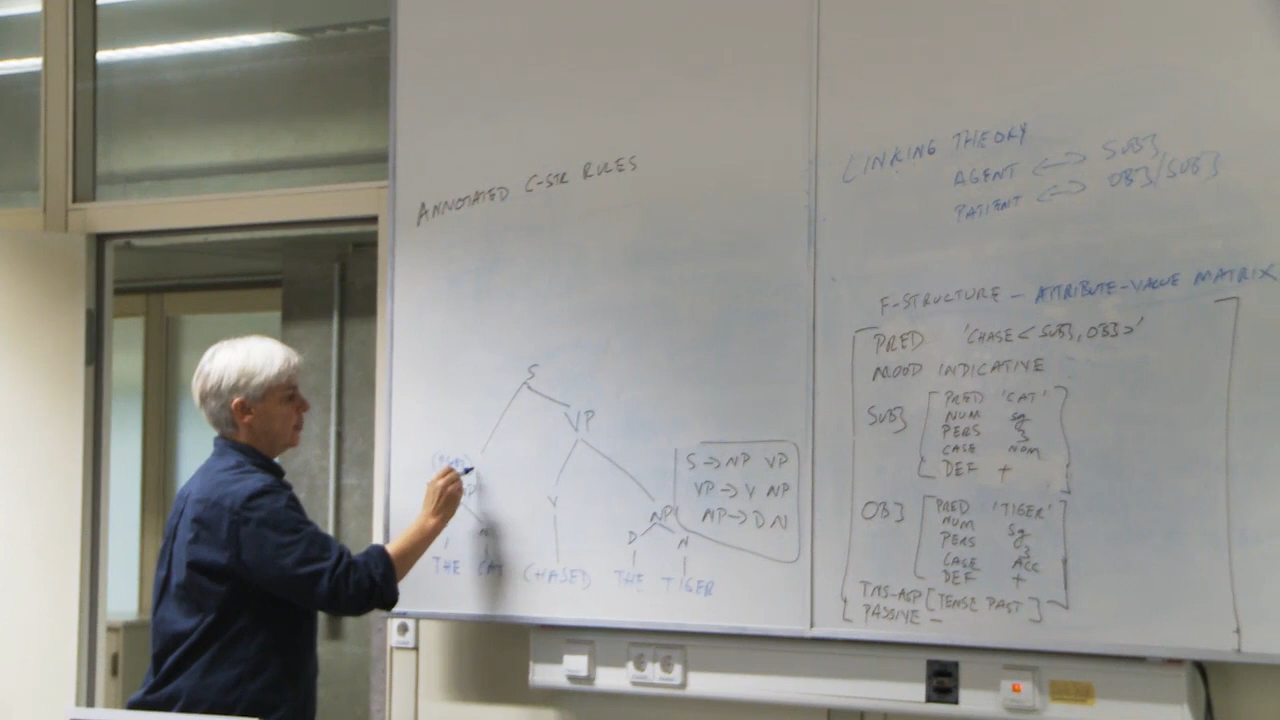 ANNOTATED C-STR RULES
S
VP
V
NP
D N
THE CAT CHASED THE TIGER
S → NP VP
VP → V NP
NP → D N
LINKING THEORY
AGENT ↔ SUBJ
PATIENT ↔ OBJ/SUBJ
F-STRUCTURE – ATTRIBUTE-VALUE MATRIX
PRED 'CHASE<SUBJ, OBJ>'
MOOD INDICATIVE
SUBJ
PRED 'CAT'
NUM sg
PERS 3
CASE NOM
DEF +
OBJ
PRED 'TIGER'
NUM sg
PERS 3
CASE ACC
DEF +
TNS-ASP [TENSE PAST]
PASSIVE –